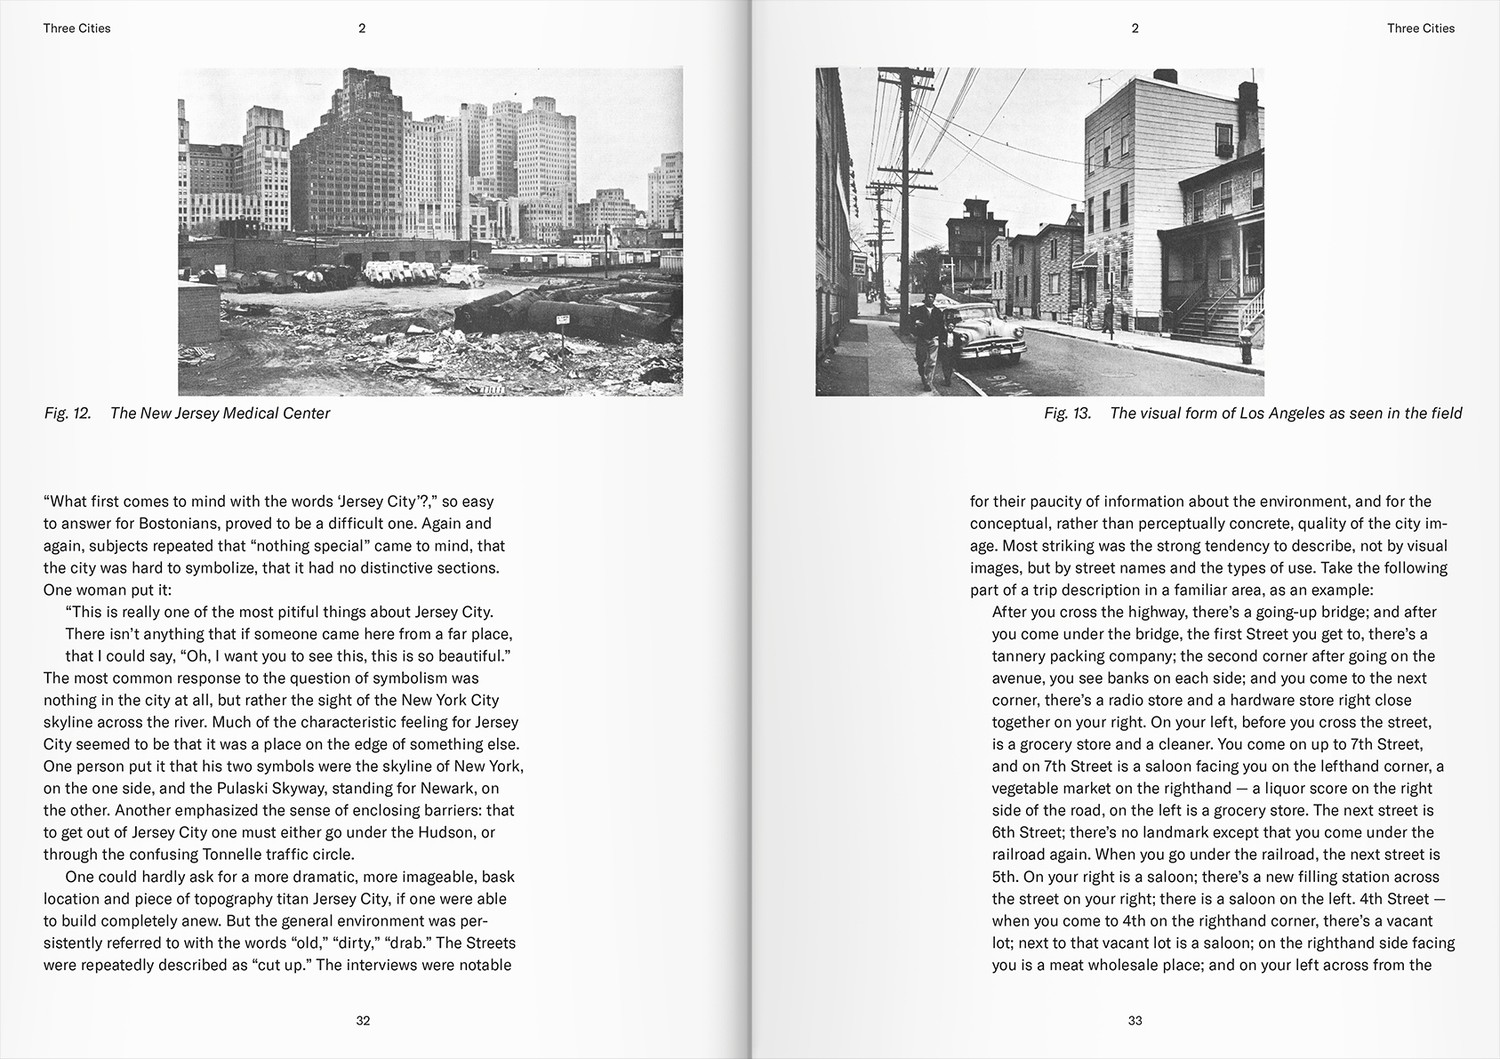 Three Cities
2
Fig. 12. The New Jersey Medical Center
“What first comes to mind with the words ‘Jersey City’?,” so easy
to answer for Bostonians, proved to be a difficult one. Again and
again, subjects repeated that “nothing special” came to mind, that
the city was hard to symbolize, that it had no distinctive sections.
One woman put it:
“This is really one of the most pitiful things about Jersey City.
There isn’t anything that if someone came here from a far place,
that I could say, “Oh, I want you to see this, this is so beautiful.”
The most common response to the question of symbolism was
nothing in the city at all, but rather the sight of the New York City
skyline across the river. Much of the characteristic feeling for Jersey
City seemed to be that it was a place on the edge of something else.
One person put it that his two symbols were the skyline of New York,
on the one side, and the Pulaski Skyway, standing for Newark, on
the other. Another emphasized the sense of enclosing barriers: that
to get out of Jersey City one must either go under the Hudson, or
through the confusing Tonnelle traffic circle.
One could hardly ask for a more dramatic, more imageable, bask
location and piece of topography titan Jersey City, if one were able
to build completely anew. But the general environment was per-
sistently referred to with the words “old,” “dirty,” “drab.” The Streets
were repeatedly described as “cut up.” The interviews were notable
32
2
Three Cities
Fig. 13. The visual form of Los Angeles as seen in the field
for their paucity of information about the environment, and for the
conceptual, rather than perceptually concrete, quality of the city im-
age. Most striking was the strong tendency to describe, not by visual
images, but by street names and the types of use. Take the following
part of a trip description in a familiar area, as an example:
After you cross the highway, there’s a going-up bridge; and after
you come under the bridge, the first Street you get to, there’s a
tannery packing company; the second corner after going on the
avenue, you see banks on each side; and you come to the next
corner, there’s a radio store and a hardware store right close
together on your right. On your left, before you cross the street,
is a grocery store and a cleaner. You come on up to 7th Street,
and on 7th Street is a saloon facing you on the lefthand corner, a
vegetable market on the righthand — a liquor score on the right
side of the road, on the left is a grocery store. The next street is
6th Street; there’s no landmark except that you come under the
railroad again. When you go under the railroad, the next street is
5th. On your right is a saloon; there’s a new filling station across
the street on your right; there is a saloon on the left. 4th Street —
when you come to 4th on the righthand corner, there’s a vacant
lot; next to that vacant lot is a saloon; on the righthand side facing
you is a meat wholesale place; and on your left across from the
33